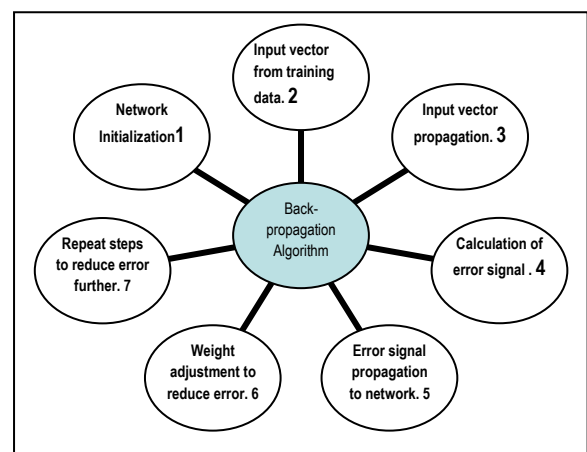 Network
Initialization1
Input vector
from training
data. 2
Input vector
propagation. 3
Calculation of
error signal . 4
Error signal
propagation
to network. 5
Weight
adjustment to
reduce error. 6
Repeat steps
to reduce error
further. 7
Back-
propagation
Algorithm